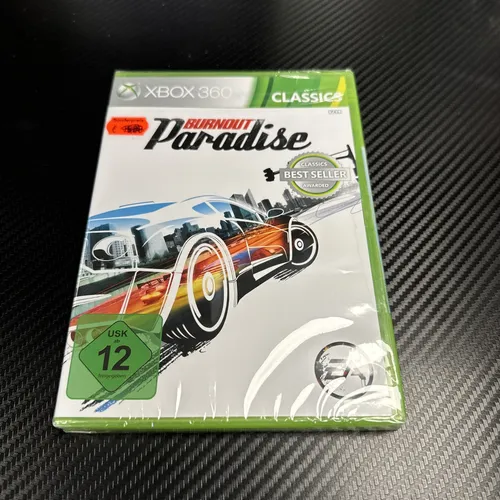 XBOX 360
CLASSICS
BURNOUT
Paradise
CLASSICS
BEST SELLER
AWARDED
USK
ab
12
EA